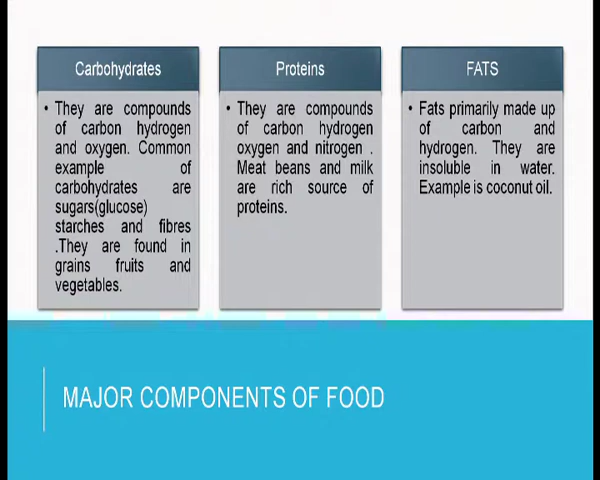 Carbohydrates
• They are compounds
of carbon hydrogen
and oxygen. Common
example of
carbohydrates are
sugars(glucose)
starches and fibres
.They are found in
grains fruits and
vegetables.
Proteins
• They are compounds
of carbon hydrogen
oxygen and nitrogen .
Meat beans and milk
are rich source of
proteins.
FATS
• Fats primarily made up
of carbon and
hydrogen. They are
insoluble in water.
Example is coconut oil.
MAJOR COMPONENTS OF FOOD